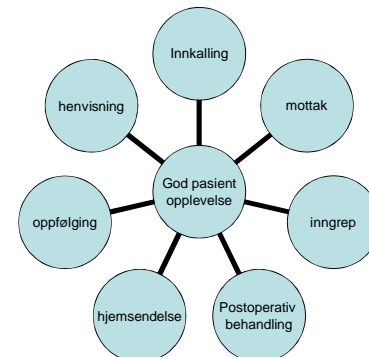 Innkalling
mottak
inngrep
Postoperativ
behandling
hjemsendelse
oppfølging
henvisning
God pasient
opplevelse